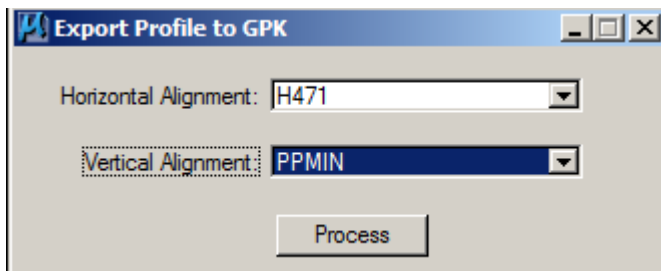 Export Profile to GPK
Horizontal Alignment: H471
Vertical Alignment: PPMIN
Process